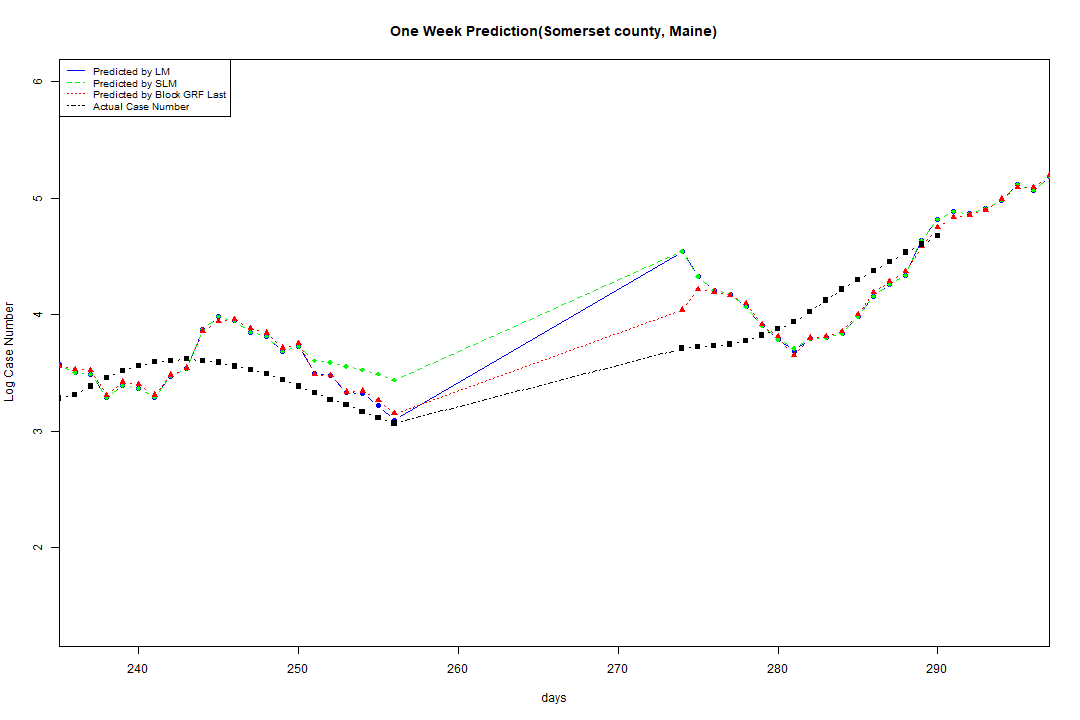 One Week Prediction(Somerset county, Maine)
Predicted by LM
Predicted by SLM
Predicted by Block GRF Last
Actual Case Number
6
5
4
3
2
Log Case Number
240 250 260 270 280 290
days